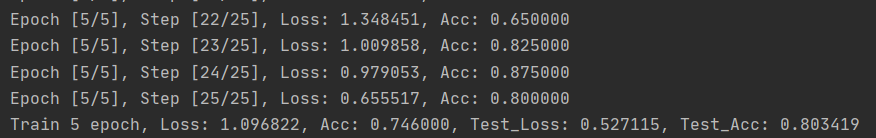 Epoch [5/5], Step [22/25], Loss: 1.348451, Acc: 0.650000
Epoch [5/5], Step [23/25], Loss: 1.009858, Acc: 0.825000
Epoch [5/5], Step [24/25], Loss: 0.979053, Acc: 0.875000
Epoch [5/5], Step [25/25], Loss: 0.655517, Acc: 0.800000
Train 5 epoch, Loss: 1.096822, Acc: 0.746000, Test_Loss: 0.527115, Test_Acc: 0.803419